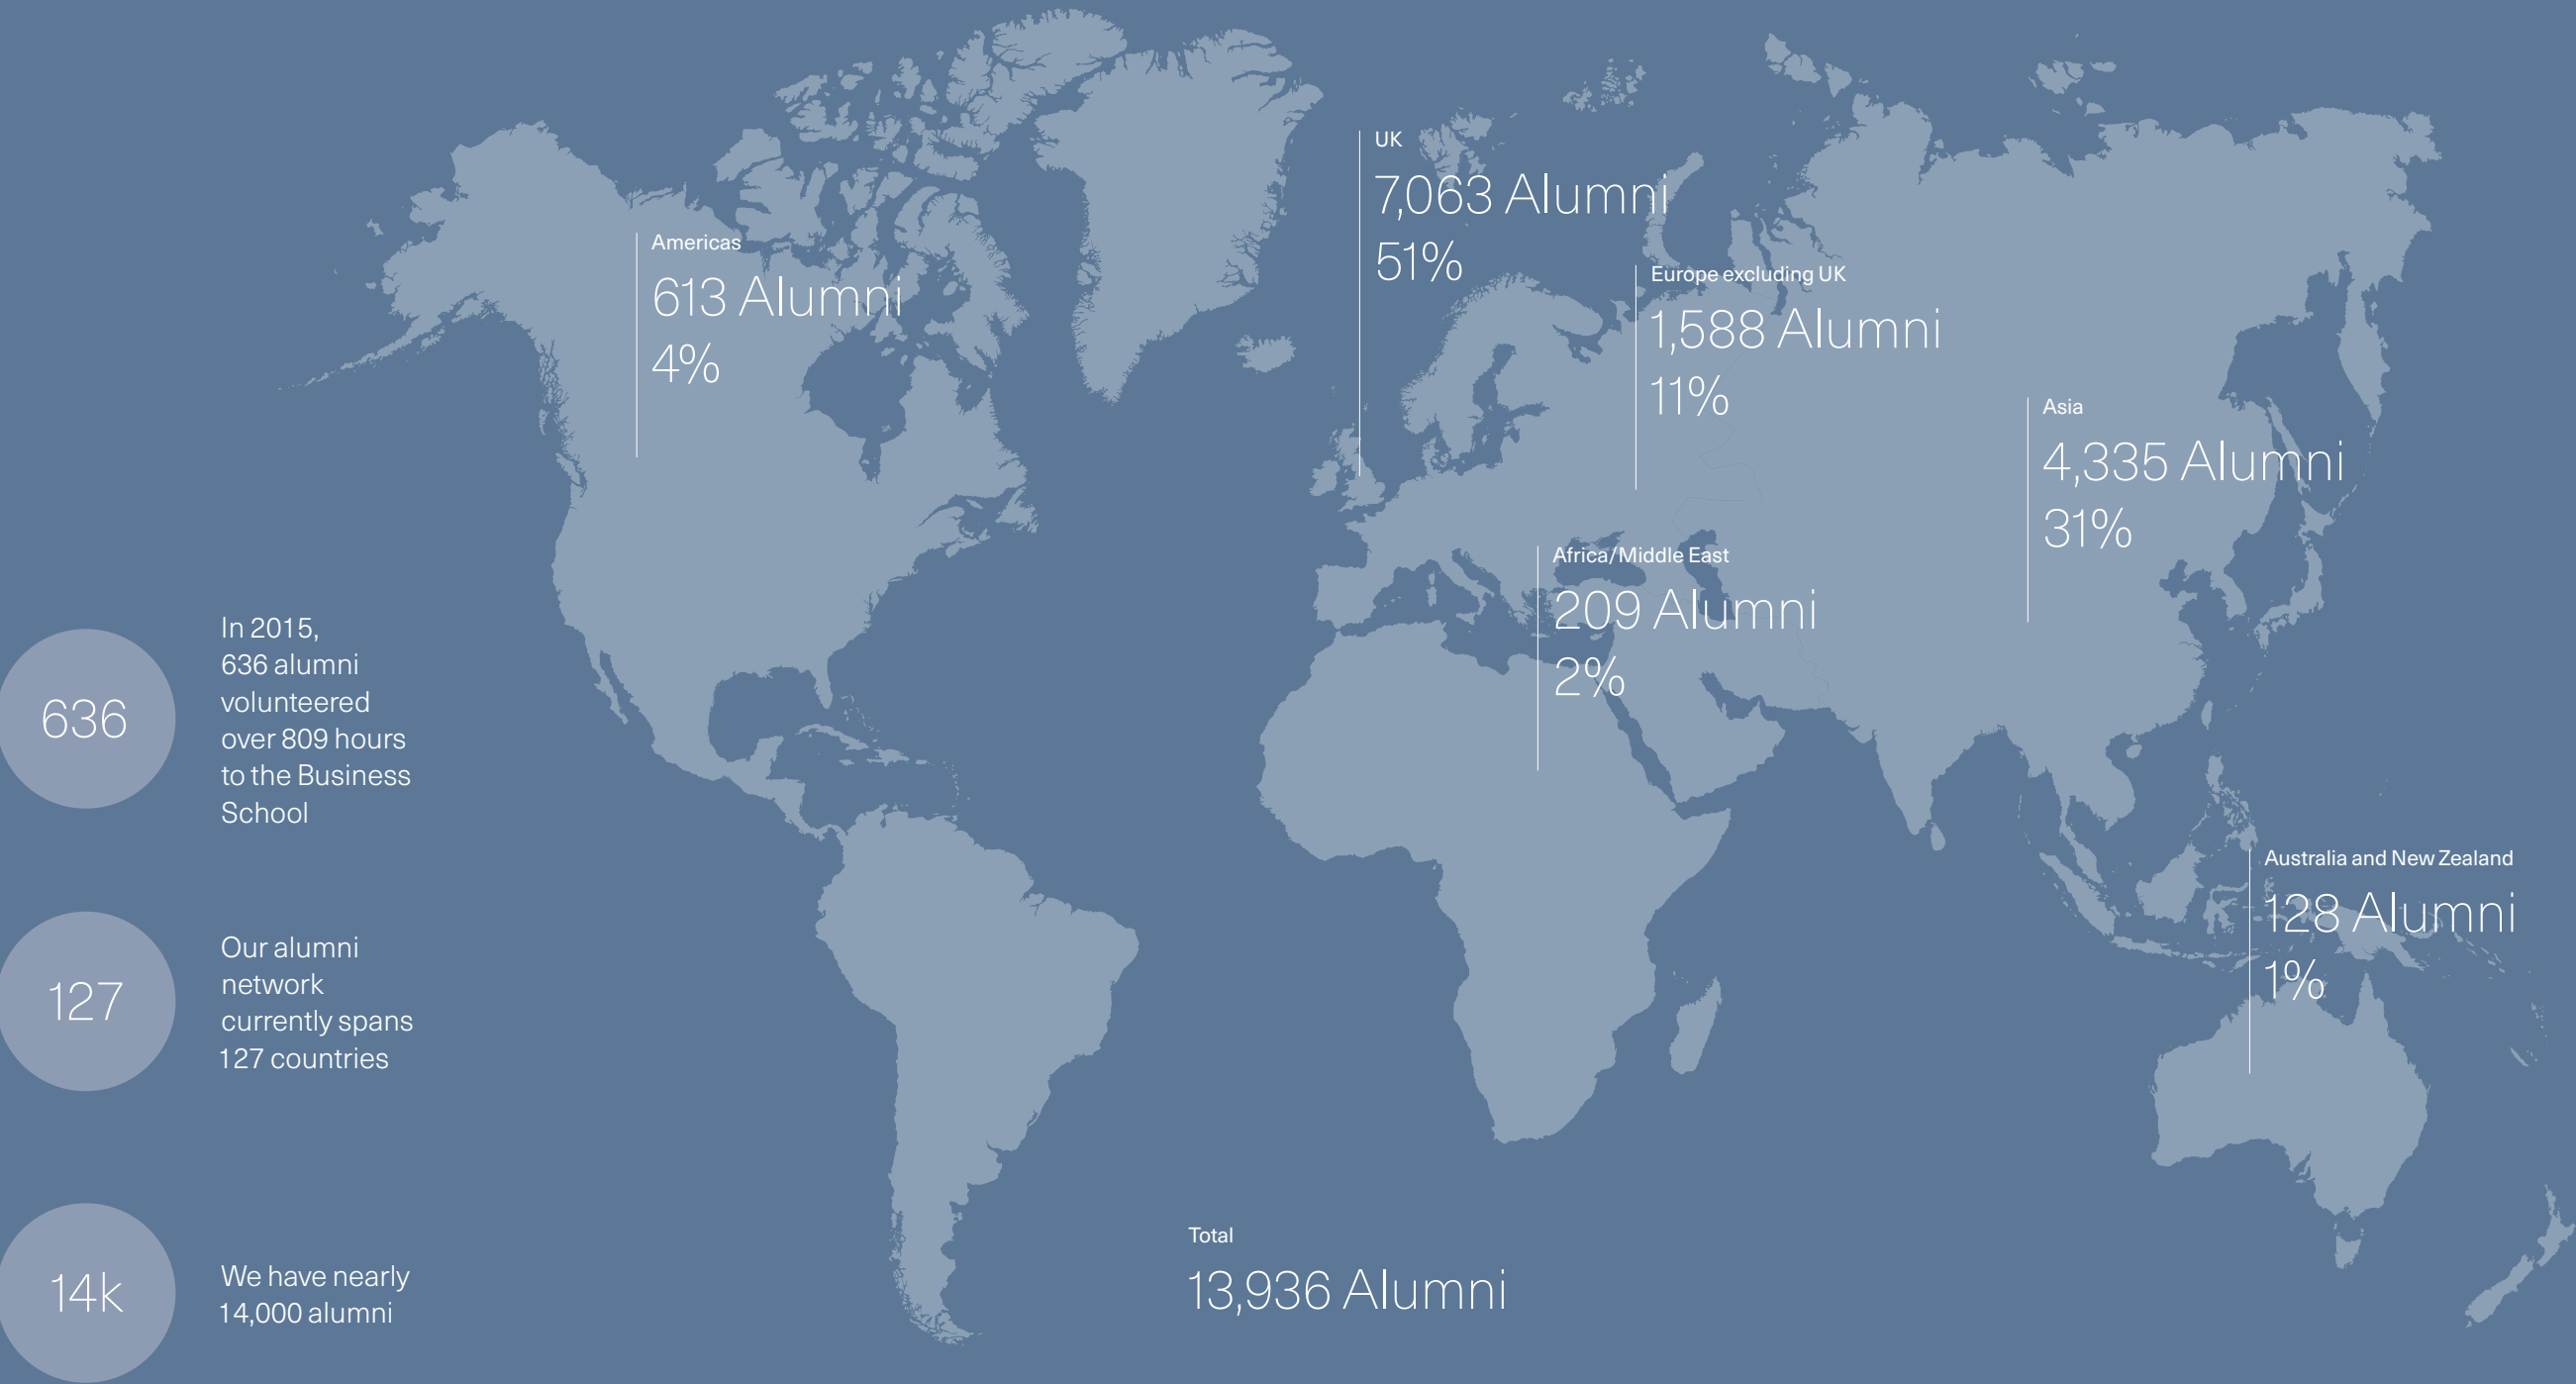 UK
7,063 Alumni
51%
Americas
613 Alumni
4%
Europe excluding UK
1,588 Alumni
11%
Asia
4,335 Alumni
31%
Africa/Middle East
209 Alumni
2%
Australia and New Zealand
128 Alumni
1%
636
In 2015,
636 alumni
volunteered
over 809 hours
to the Business
School
127
Our alumni
network
currently spans
127 countries
14k
We have nearly
14,000 alumni
Total
13,936 Alumni